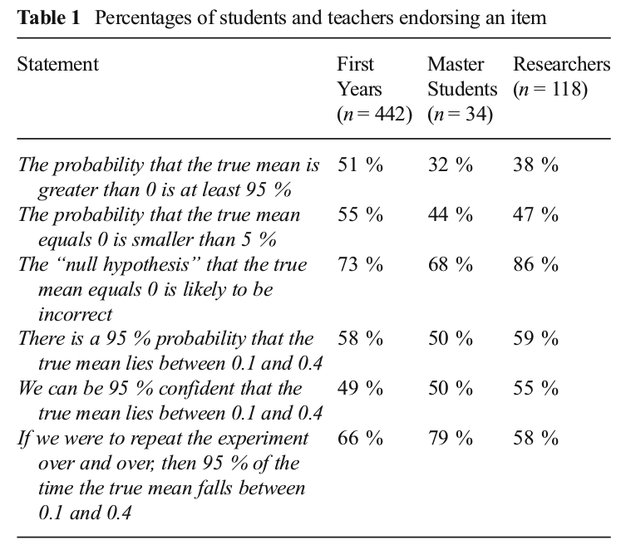 Table 1 Percentages of students and teachers endorsing an item
Statement First Years (n = 442) Master Students (n = 34) Researchers (n = 118)
The probability that the true mean is 51 % 32 % 38 %
greater than 0 is at least 95 %
The probability that the true mean 55 % 44 % 47 %
equals 0 is smaller than 5 %
The “null hypothesis” that the true 73 % 68 % 86 %
mean equals 0 is likely to be
incorrect
There is a 95 % probability that the 58 % 50 % 59 %
true mean lies between 0.1 and 0.4
We can be 95 % confident that the 49 % 50 % 55 %
true mean lies between 0.1 and 0.4
If we were to repeat the experiment 66 % 79 % 58 %
over and over, then 95 % of the
time the true mean falls between
0.1 and 0.4